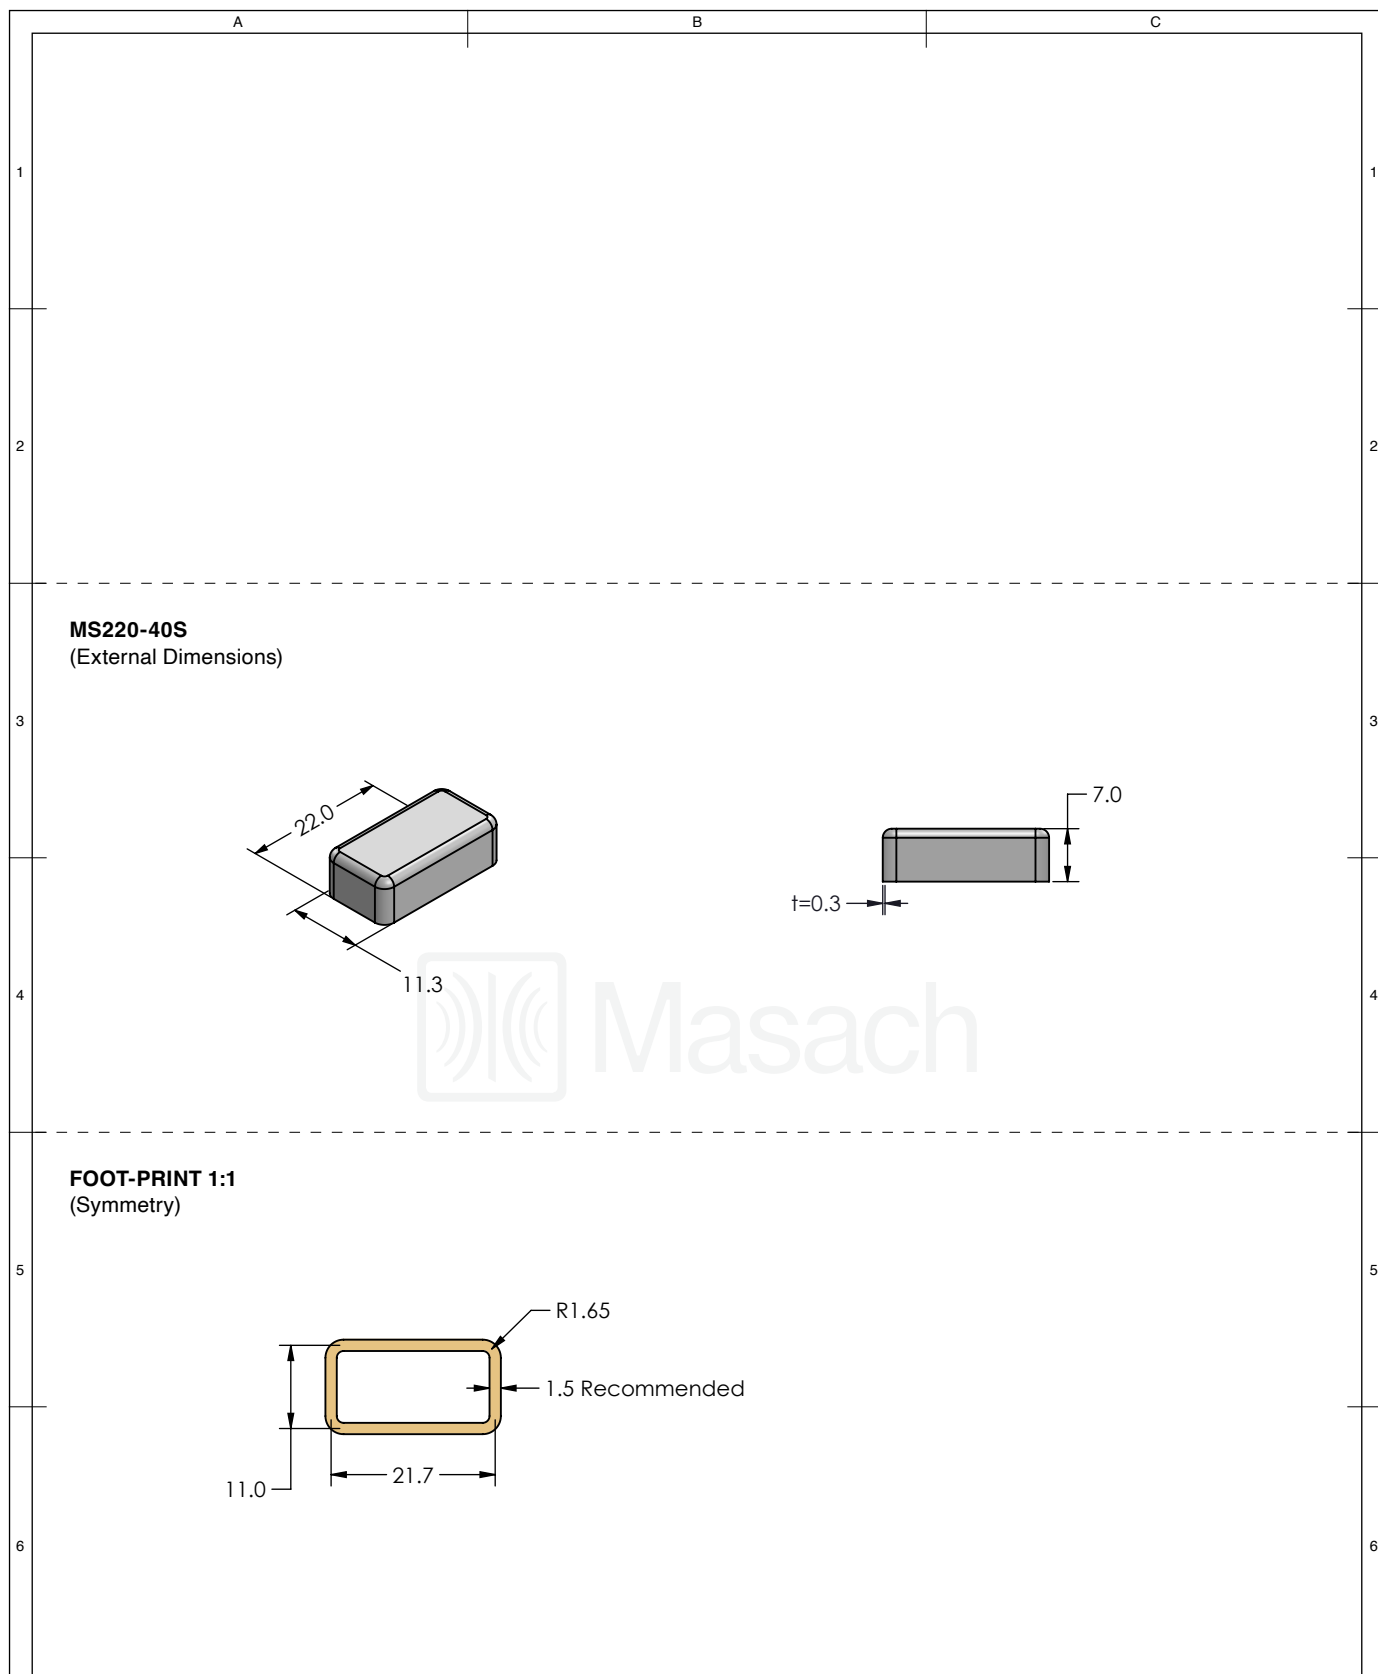 A B C
1 1
2 2
MS220-40S
(External Dimensions)
3 3
22.0
7.0
t=0.3
11.3
Masach
4 4
FOOT-PRINT 1:1
(Symmetry)
5 5
R1.65
1.5 Recommended
21.7
11.0
6 6